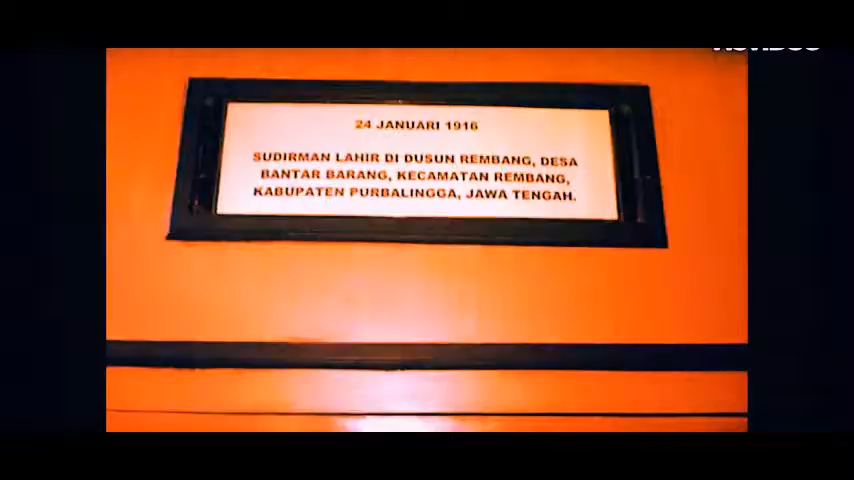 24 JANUARI 1916
SUDIRMAN LAHIR DI DUSUN REMBANG, DESA
BANTAR BARANG, KECAMATAN REMBANG,
KABUPATEN PURBALINGGA, JAWA TENGAH.